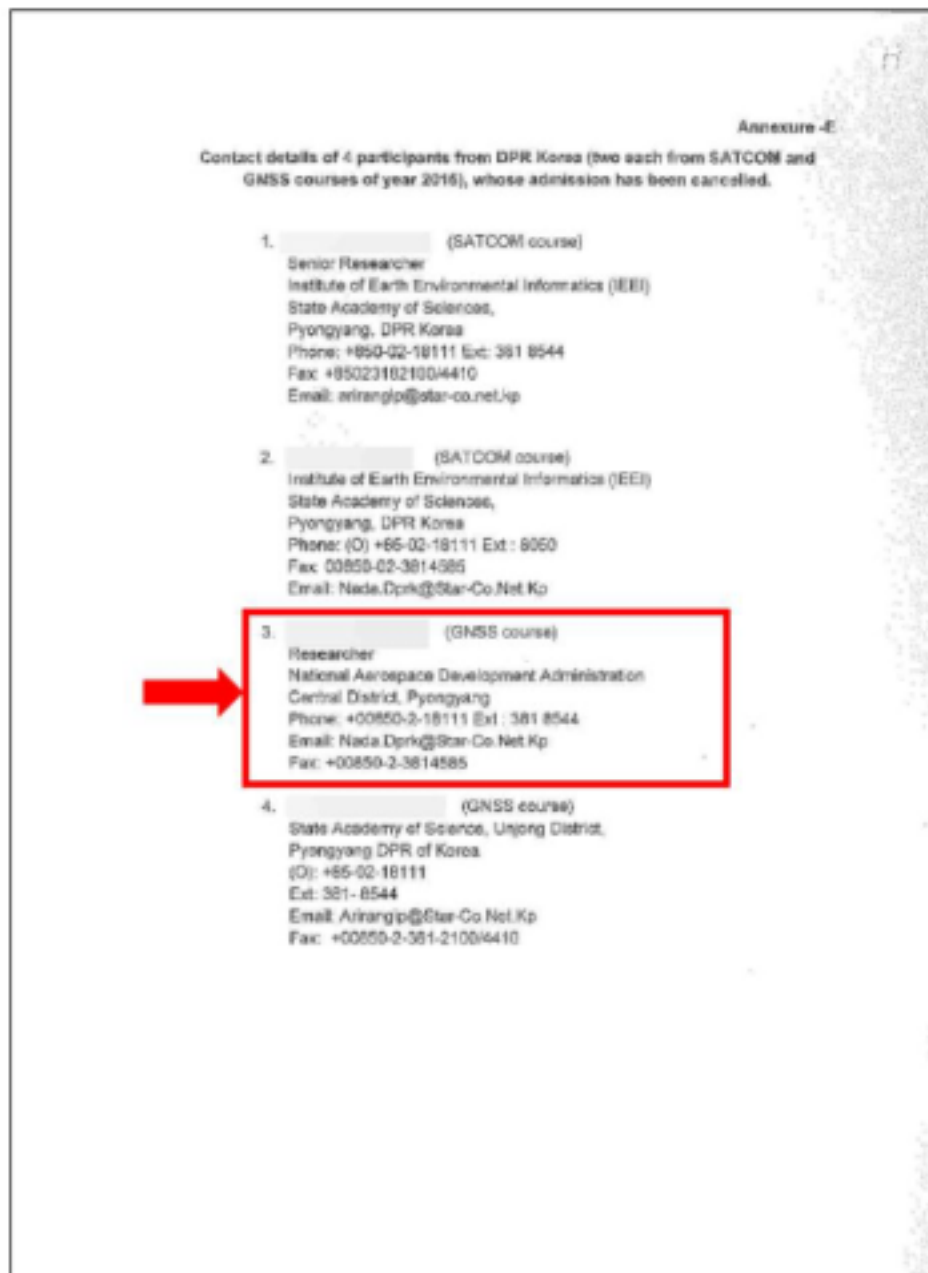 H
Annexure -E
Contact details of 4 participants from DPR Korea (two each from SATCOM and
GNSS courses of year 2016), whose admission has been cancelled.
1. (SATCOM course)
Senior Researcher
Institute of Earth Environmental Informatics (IEEI)
State Academy of Sciences,
Pyongyang, DPR Korea
Phone: +850-02-18111 Ext: 381 8544
Fax: +85023182100/4410
Email: arirangip@star-co.net.kp
2. (SATCOM course)
Institute of Earth Environmental Informatics (IEEI)
State Academy of Sciences,
Pyongyang, DPR Korea
Phone: (O) +85-02-18111 Ext : 8050
Fax: 00850-02-3814585
Email: Nada.Dprk@Star-Co.Net.Kp
3. (GNSS course)
Researcher
National Aerospace Development Administration
Central District, Pyongyang
Phone: +00850-2-18111 Ext : 381 8544
Email: Nada.Dprk@Star-Co.Net.Kp
Fax: +00850-2-3814585
4. (GNSS course)
State Academy of Science, Unjong District,
Pyongyang DPR of Korea
(O): +85-02-18111
Ext: 381- 8544
Email: Arirangip@Star-Co.Net.Kp
Fax: +00850-2-381-2100/4410